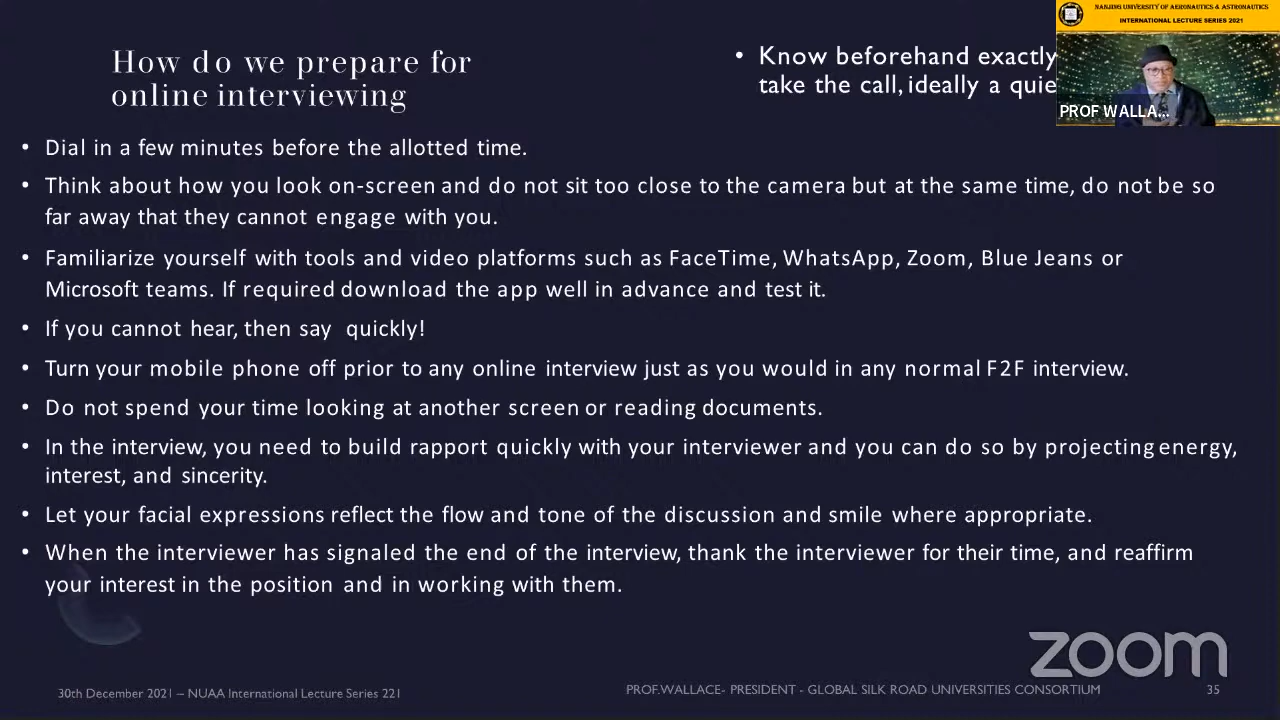 How do we prepare for
online interviewing
• Know beforehand exactly
take the call, ideally a quie
NANJING UNIVERSITY OF AERONAUTICS & ASTRONAUTICS
INTERNATIONAL LECTURE SERIES 2021
PROF WALLA...
• Dial in a few minutes before the allotted time.
• Think about how you look on-screen and do not sit too close to the camera but at the same time, do not be so
far away that they cannot engage with you.
• Familiarize yourself with tools and video platforms such as FaceTime, WhatsApp, Zoom, Blue Jeans or
Microsoft teams. If required download the app well in advance and test it.
• If you cannot hear, then say quickly!
• Turn your mobile phone off prior to any online interview just as you would in any normal F2F interview.
• Do not spend your time looking at another screen or reading documents.
• In the interview, you need to build rapport quickly with your interviewer and you can do so by projecting energy,
interest, and sincerity.
• Let your facial expressions reflect the flow and tone of the discussion and smile where appropriate.
• When the interviewer has signaled the end of the interview, thank the interviewer for their time, and reaffirm
your interest in the position and in working with them.
zoom
30th December 2021 – NUAA International Lecture Series 221
PROF.WALLACE- PRESIDENT - GLOBAL SILK ROAD UNIVERSITIES CONSORTIUM
35